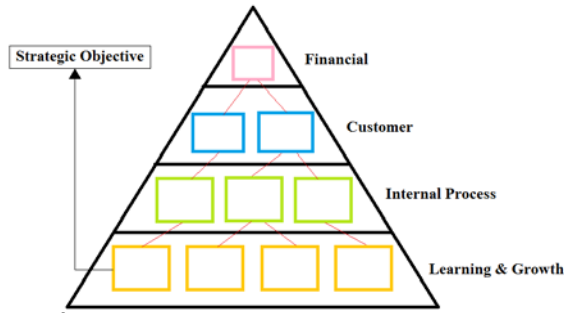 Financial
Strategic Objective
Customer
Internal Process
Learning & Growth